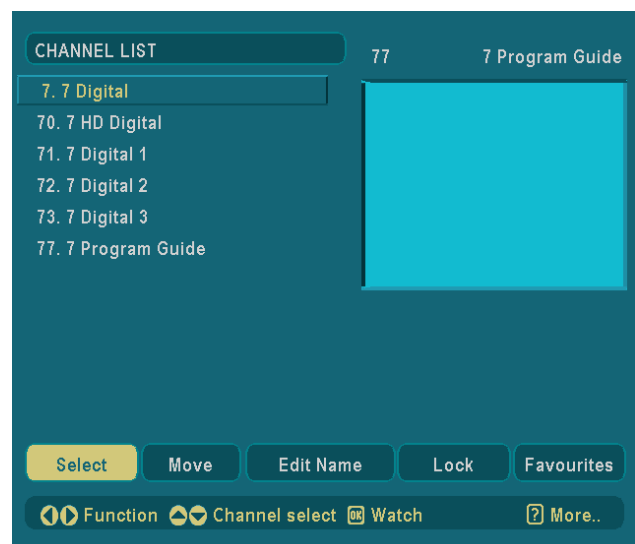 CHANNEL LIST
77 7 Program Guide
7. 7 Digital
70. 7 HD Digital
71. 7 Digital 1
72. 7 Digital 2
73. 7 Digital 3
77. 7 Program Guide
Select Move Edit Name Lock Favourites
Function Channel select OK Watch ? More..